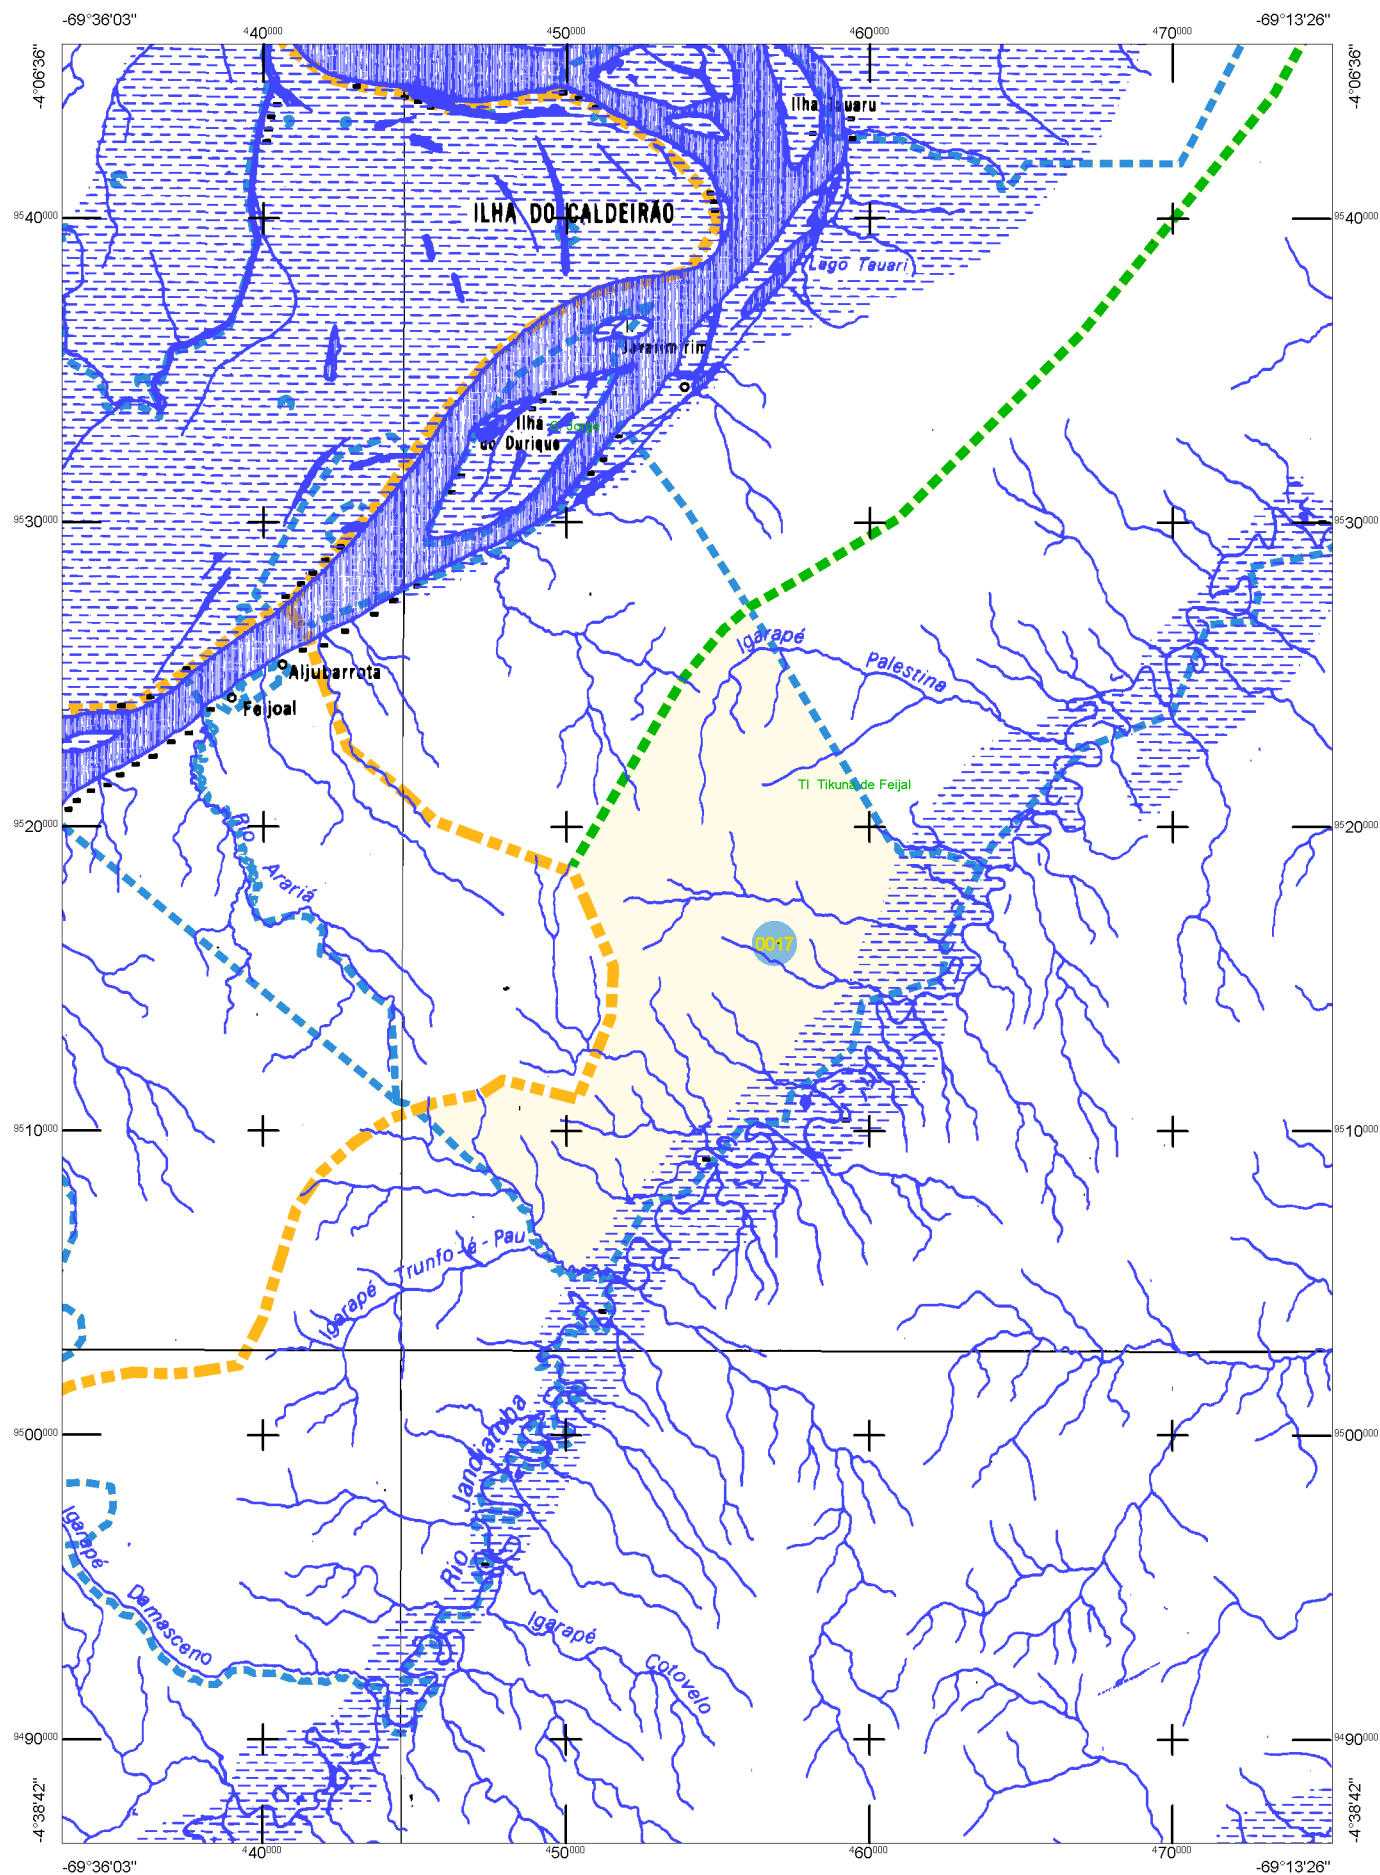 -69°36'03"
-69°13'26"
440000
450000
460000
470000
-4°06'36"
-4°06'36"
Ilha
ILHA DO CALDEIRÃO
9540000
9540000
Lago Tauari
I.
Ilha
S. Jorge
do Ourique
9530000
9530000
Igarapé
Palestina
Aljubarrota
Feijoal
TI Tikuna de Feijal
9520000
9520000
Rio
Arariá
0017
9510000
9510000
Igarapé Trunfo-é-Pau
Rio Jandiatuba
9500000
9500000
Igarapé
Damasceno
Igarapé
Cotovelo
9490000
9490000
-4°38'42"
-4°38'42"
440000
450000
460000
470000
-69°36'03"
-69°13'26"